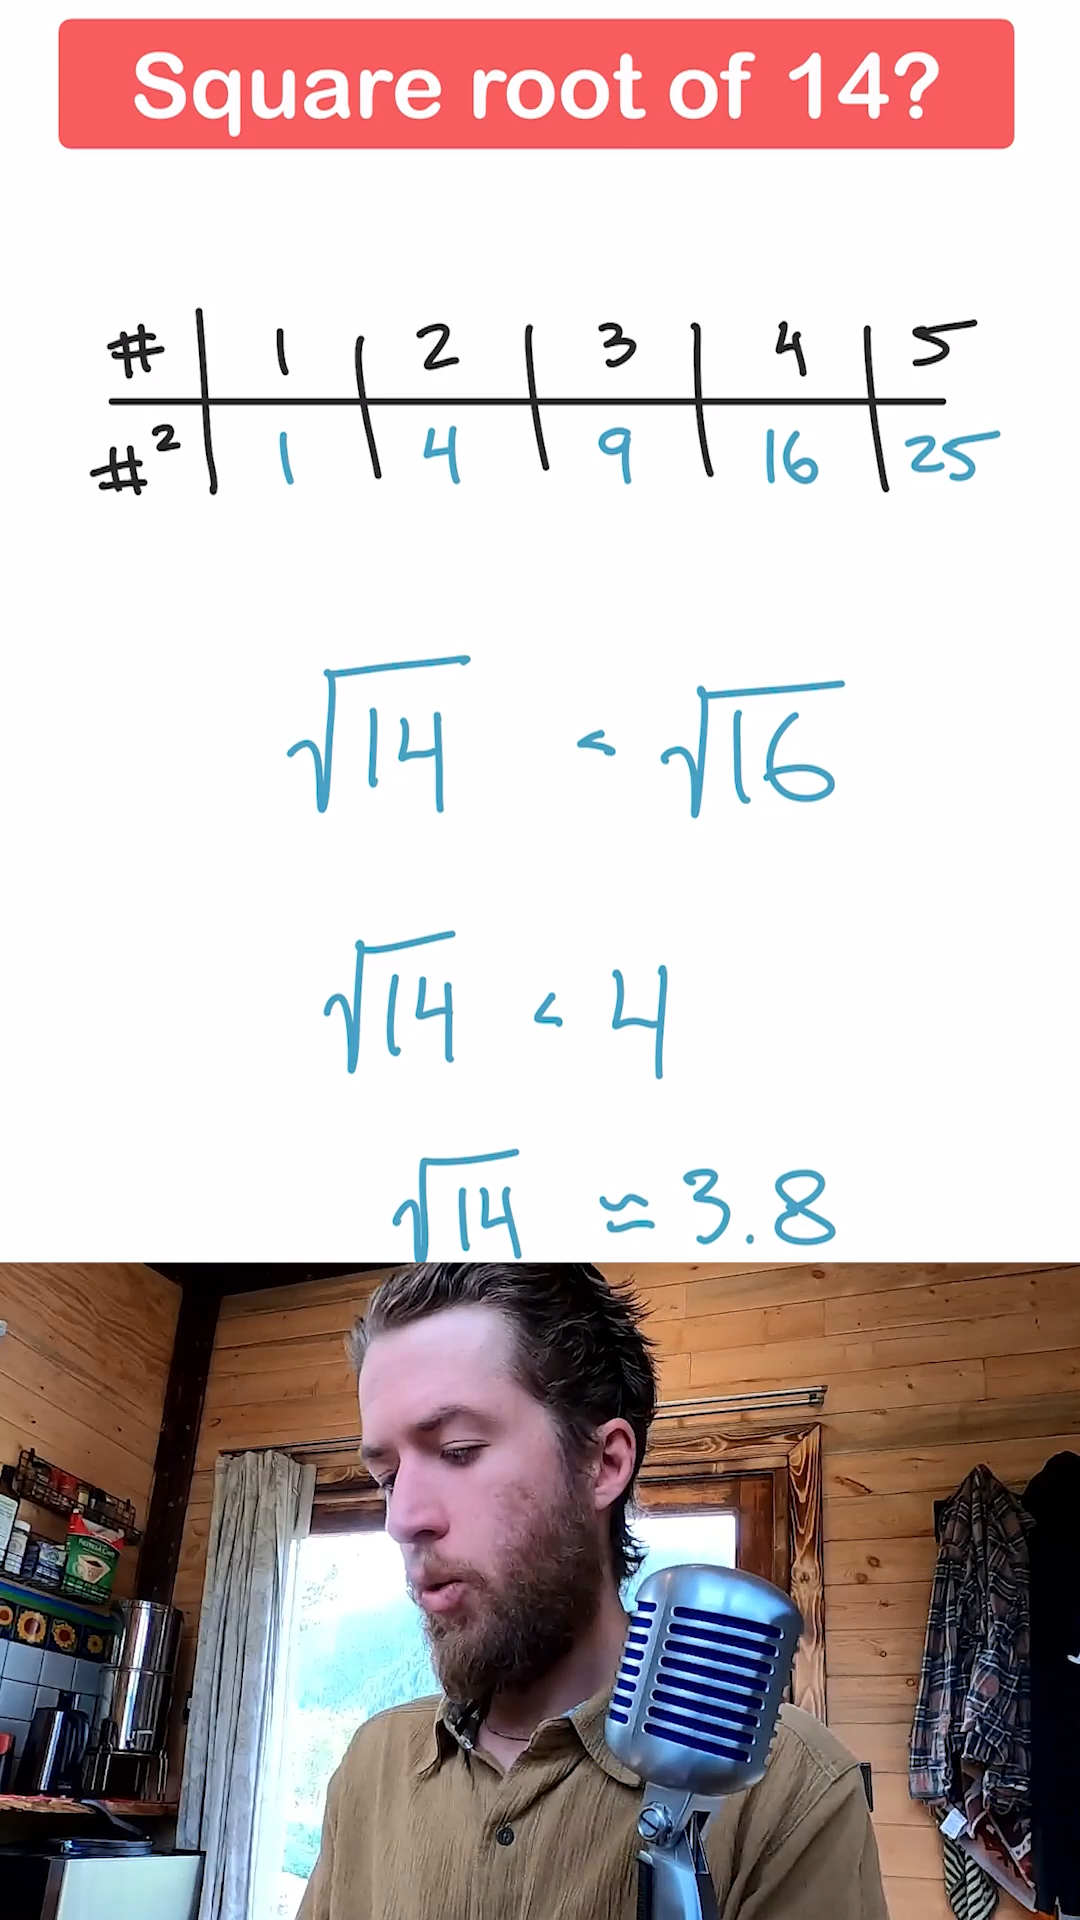 Square root of 14?
# 1 2 3 4 5
#² 1 4 9 16 25
√14 < √16
√14 < 4
√14 ≈ 3.8